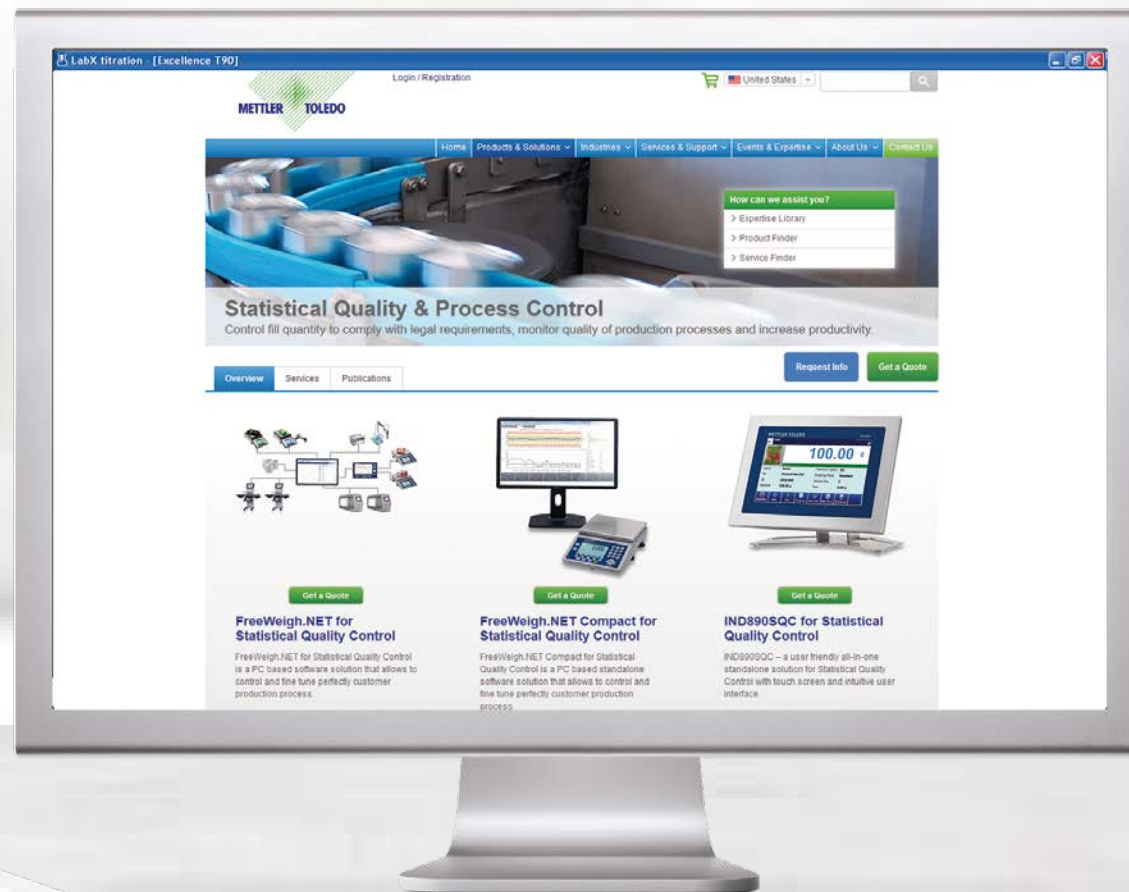 LabX titration - [Excellence T90]
Login / Registration
United States
METTLER TOLEDO
Home Products & Solutions Industries Services & Support Events & Expertise About Us Contact Us
How can we assist you?
> Expertise Library
> Product Finder
> Service Finder
Statistical Quality & Process Control
Control fill quantity to comply with legal requirements, monitor quality of production processes and increase productivity.
Request Info Get a Quote
Overview Services Publications
METTLER TOLEDO
100.00
Get a Quote
FreeWeigh.NET for
Statistical Quality Control
FreeWeigh.NET for Statistical Quality Control
is a PC based software solution that allows to
control and fine tune perfectly customer
production process.
Get a Quote
FreeWeigh.NET Compact for
Statistical Quality Control
FreeWeigh.NET Compact for Statistical
Quality Control is a PC based standalone
software solution that allows to control and
fine tune perfectly customer production
process.
Get a Quote
IND890SQC for Statistical
Quality Control
IND890SQC – a user friendly all-in-one
standalone solution for Statistical Quality
Control with touch screen and intuitive user
interface.